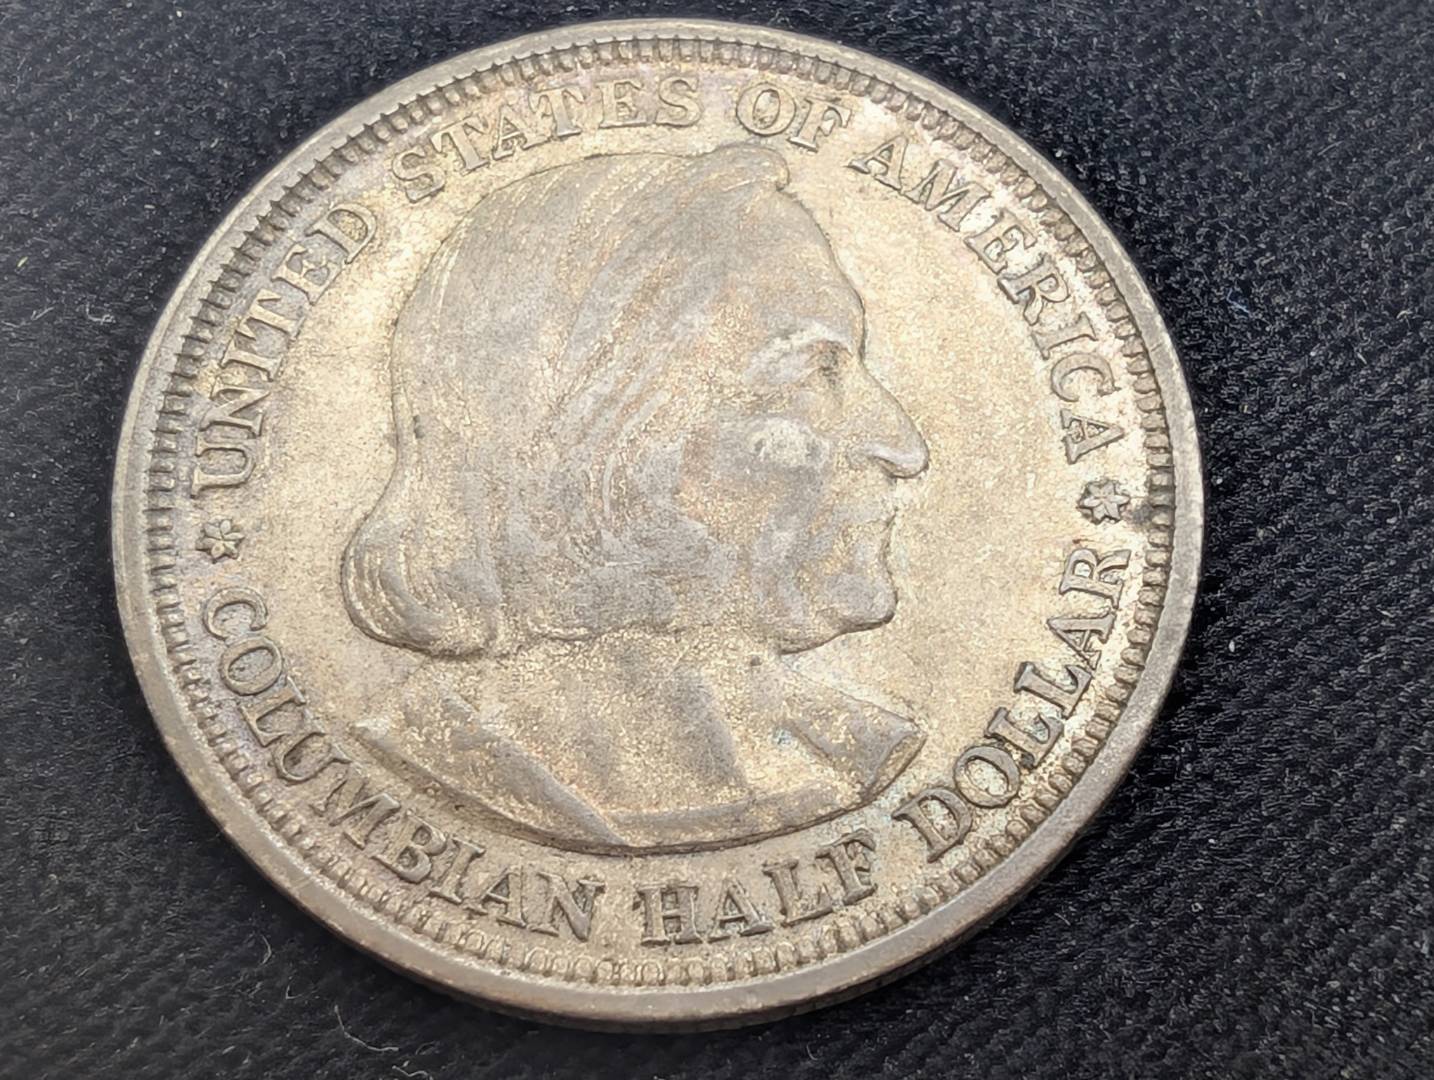 UNITED STATES OF AMERICA
COLUMBIAN HALF DOLLAR